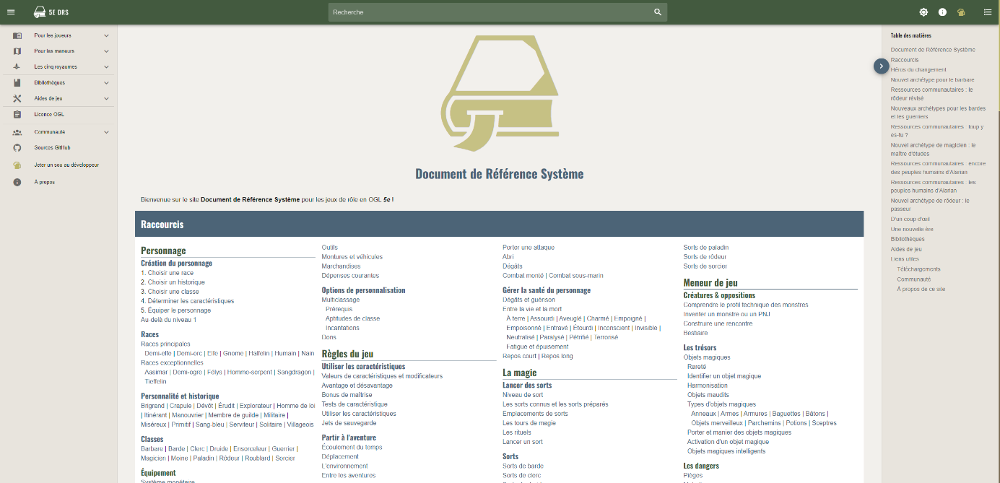 5E DRS
Recherche
Pour les joueurs
Pour les meneurs
Les cinq royaumes
Bibliothèques
Aides de jeu
Licence OGL
Communauté
Sources GitHub
Jeter un sou au développeur
À propos
Document de Référence Système
Bienvenue sur le site Document de Référence Système pour les jeux de rôle en OGL 5e !
Raccourcis
Personnage
Création du personnage
1. Choisir une race
2. Choisir un historique
3. Choisir une classe
4. Déterminer les caractéristiques
5. Équiper le personnage
Au-delà du niveau 1
Races
Races principales
Demi-elfe | Demi-orc | Elfe | Gnome | Halfelin | Humain | Nain
Races exceptionnelles
Aasimar | Demi-ogre | Félys | Homme-serpent | Sangdragon |
Tieffelin
Personnalité et historique
Brigrand | Crapule | Dévôt | Érudit | Explorateur | Homme de loi
| Itinérant | Manouvrier | Membre de guilde | Militaire |
Miséreux | Primitif | Sang-bleu | Serviteur | Solitaire | Villageois
Classes
Barbare | Barde | Clerc | Druide | Ensorceleur | Guerrier |
Magicien | Moine | Paladin | Rôdeur | Roublard | Sorcier
Équipement
Système monétaire
Outils
Montures et véhicules
Marchandises
Dépenses courantes
Options de personnalisation
Multiclassage
Prérequis
Aptitudes de classe
Incantations
Dons
Règles du jeu
Utiliser les caractéristiques
Valeurs de caractéristiques et modificateurs
Avantage et désavantage
Bonus de maîtrise
Tests de caractéristique
Utiliser les caractéristiques
Jets de sauvegarde
Partir à l'aventure
Écoulement du temps
Déplacement
L'environnement
Entre les aventures
Porter une attaque
Abri
Dégâts
Combat monté | Combat sous-marin
Gérer la santé du personnage
Dégâts et guérison
Entre la vie et la mort
À terre | Assourdi | Aveuglé | Charmé | Empoigné |
Empoisonné | Entravé | Étourdi | Inconscient | Invisible |
Neutralisé | Paralysé | Pétrifié | Terrorisé
Fatigue et épuisement
Repos court | Repos long
La magie
Lancer des sorts
Niveau de sort
Les sorts connus et les sorts préparés
Emplacements de sorts
Les tours de magie
Les rituels
Lancer un sort
Sorts
Sorts de barde
Sorts de clerc
Sorts de paladin
Sorts de rôdeur
Sorts de sorcier
Meneur de jeu
Créatures & oppositions
Comprendre le profil technique des monstres
Inventer un monstre ou un PNJ
Construire une rencontre
Bestiaire
Les trésors
Objets magiques
Rareté
Identifier un objet magique
Harmonisation
Objets maudits
Types d'objets magiques
Anneaux | Armes | Armures | Baguettes | Bâtons |
Objets merveilleux | Parchemins | Potions | Sceptres
Porter et manier des objets magiques
Activation d'un objet magique
Objets magiques intelligents
Les dangers
Pièges
Table des matières
Document de Référence Système
Raccourcis
Héros du changement
Nouvel archétype pour le barbare
Ressources communautaires : le
rôdeur révisé
Nouveaux archétypes pour les bardes
et les guerriers
Ressources communautaires : loup y
es-tu ?
Nouvel archétype de magicien : le
maître d'études
Ressources communautaires : encore
des peuples humains d'Alarian
Ressources communautaires : les
peuples humains d'Alarian
Nouvel archétype de rôdeur : le
passeur
D'un coup d'œil
Une nouvelle ère
Bibliothèques
Aides de jeu
Liens utiles
Téléchargements
Communauté
À propos de ce site